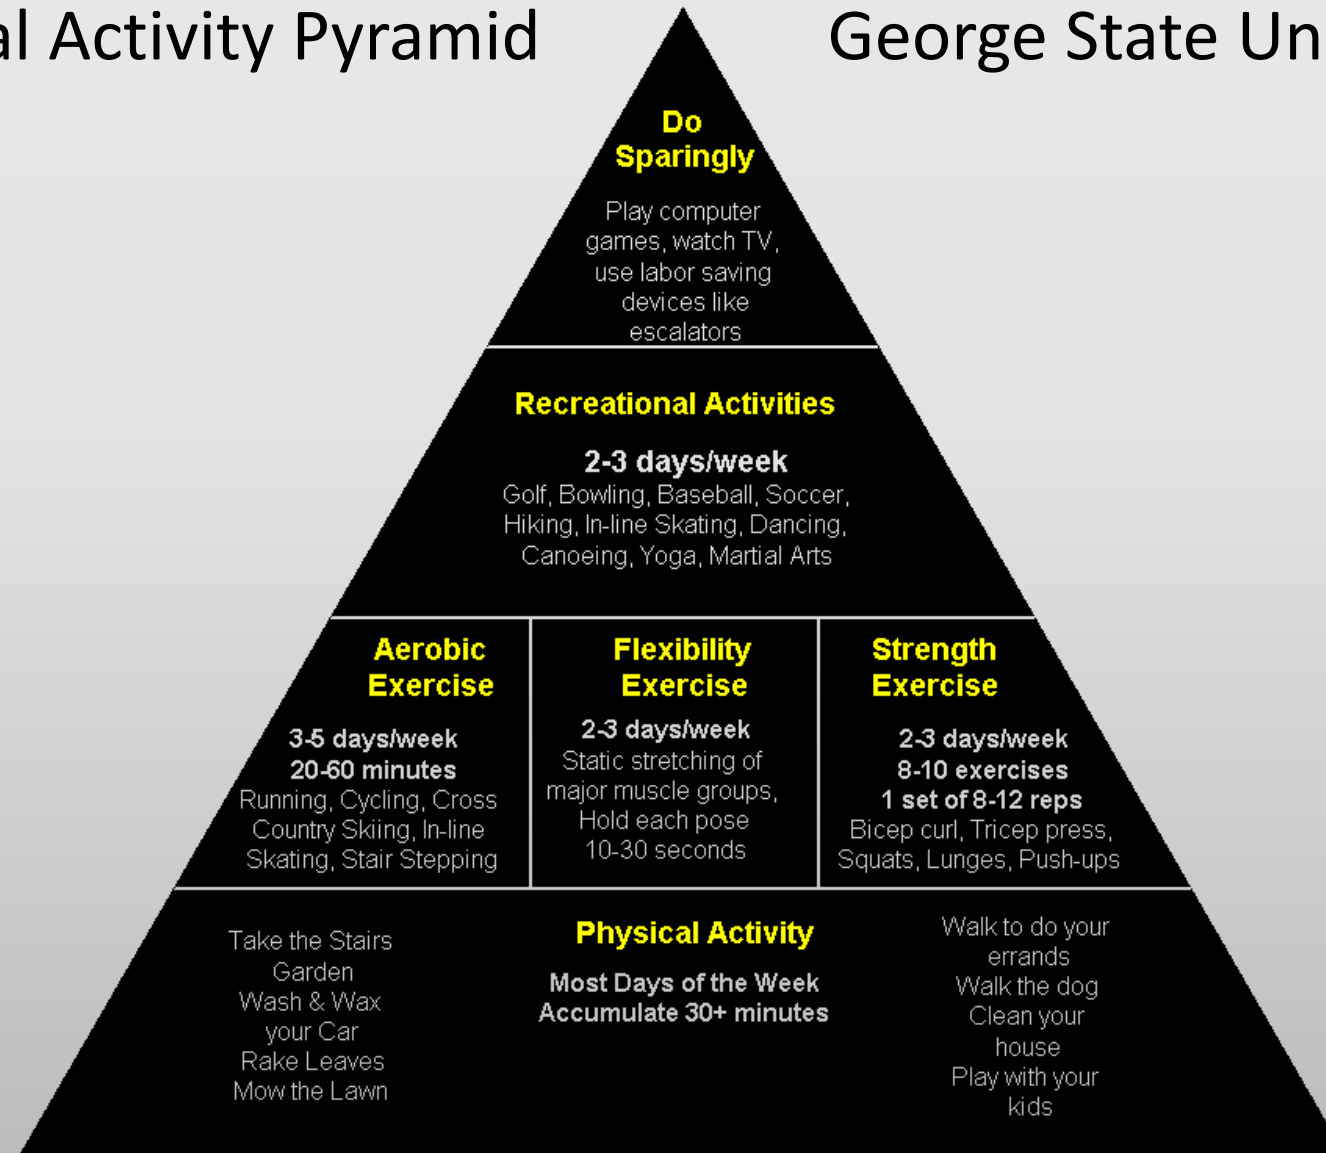 al Activity Pyramid
George State Un
Do
Sparingly
Play computer
games, watch TV,
use labor saving
devices like
escalators
Recreational Activities
2-3 days/week
Golf, Bowling, Baseball, Soccer,
Hiking, In-line Skating, Dancing,
Canoeing, Yoga, Martial Arts
Aerobic
Exercise
3-5 days/week
20-60 minutes
Running, Cycling, Cross
Country Skiing, In-line
Skating, Stair Stepping
Flexibility
Exercise
2-3 days/week
Static stretching of
major muscle groups,
Hold each pose
10-30 seconds
Strength
Exercise
2-3 days/week
8-10 exercises
1 set of 8-12 reps
Bicep curl, Tricep press,
Squats, Lunges, Push-ups
Take the Stairs
Garden
Wash & Wax
your Car
Rake Leaves
Mow the Lawn
Physical Activity
Most Days of the Week
Accumulate 30+ minutes
Walk to do your
errands
Walk the dog
Clean your
house
Play with your
kids